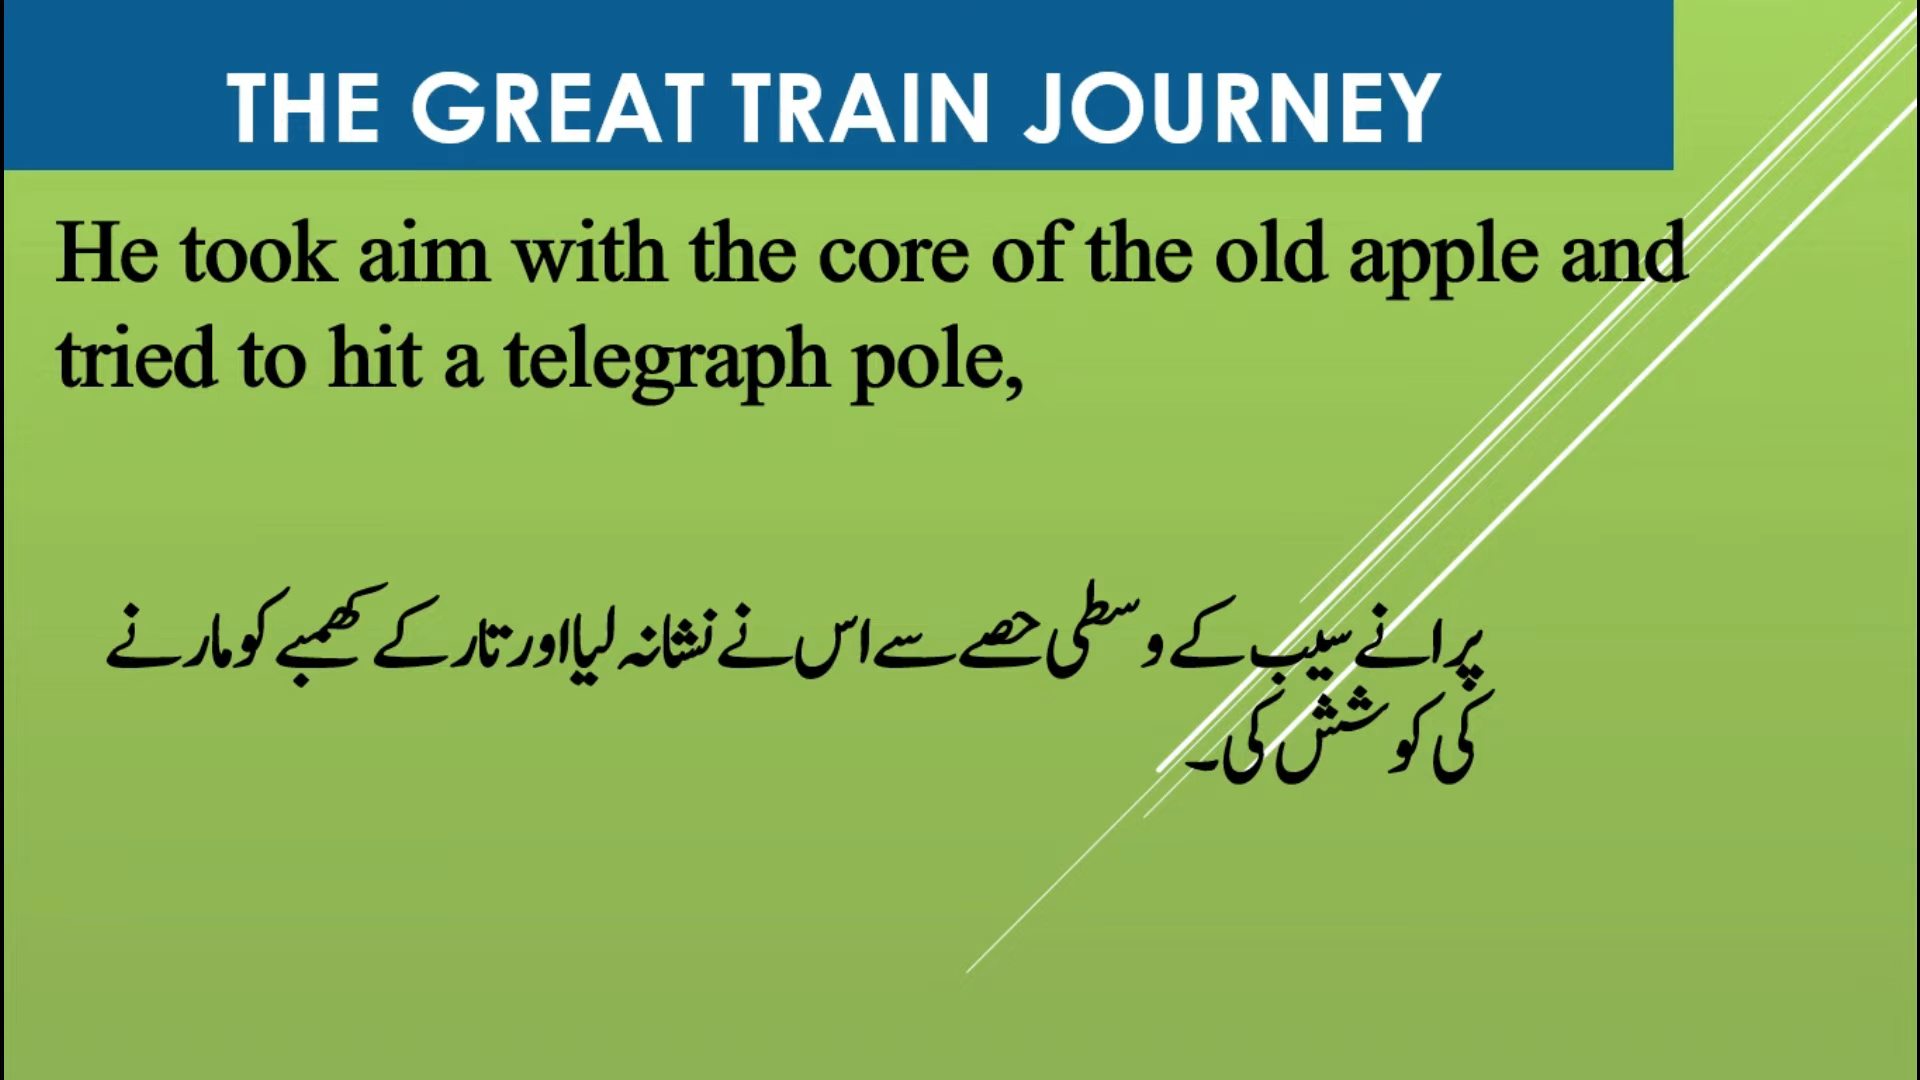 THE GREAT TRAIN JOURNEY
He took aim with the core of the old apple and
tried to hit a telegraph pole,
پرانے سیب کے وسطی حصے سے اس نے نشانہ لیا اور تار کے کھمبے کو مارنے
کی کوشش کی۔